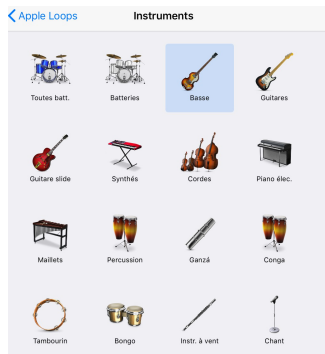 Apple Loops Instruments
Toutes batt. Batteries Basse Guitares
Guitare slide Synthés Cordes Piano élec.
Maillets Percussion Ganzá Conga
Tambourin Bongo Instr. à vent Chant